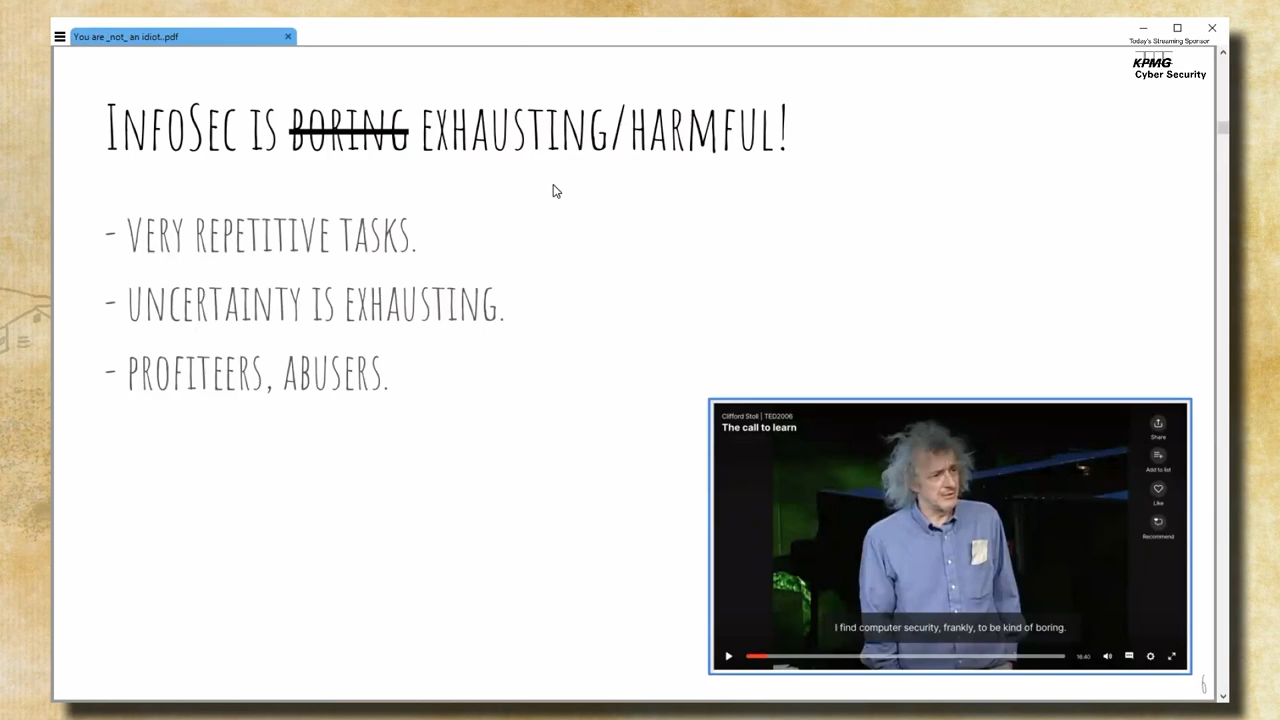 You are _not_ an idiot..pdf
Today's Streaming Sponsor
KPMG
Cyber Security
INFOSEC IS BORING EXHAUSTING/HARMFUL!
- VERY REPETITIVE TASKS.
- UNCERTAINTY IS EXHAUSTING.
- PROFITEERS, ABUSERS.
Clifford Stoll | TED2006
The call to learn
Share
Add to list
Like
Recommend
I find computer security, frankly, to be kind of boring.
16:40
6